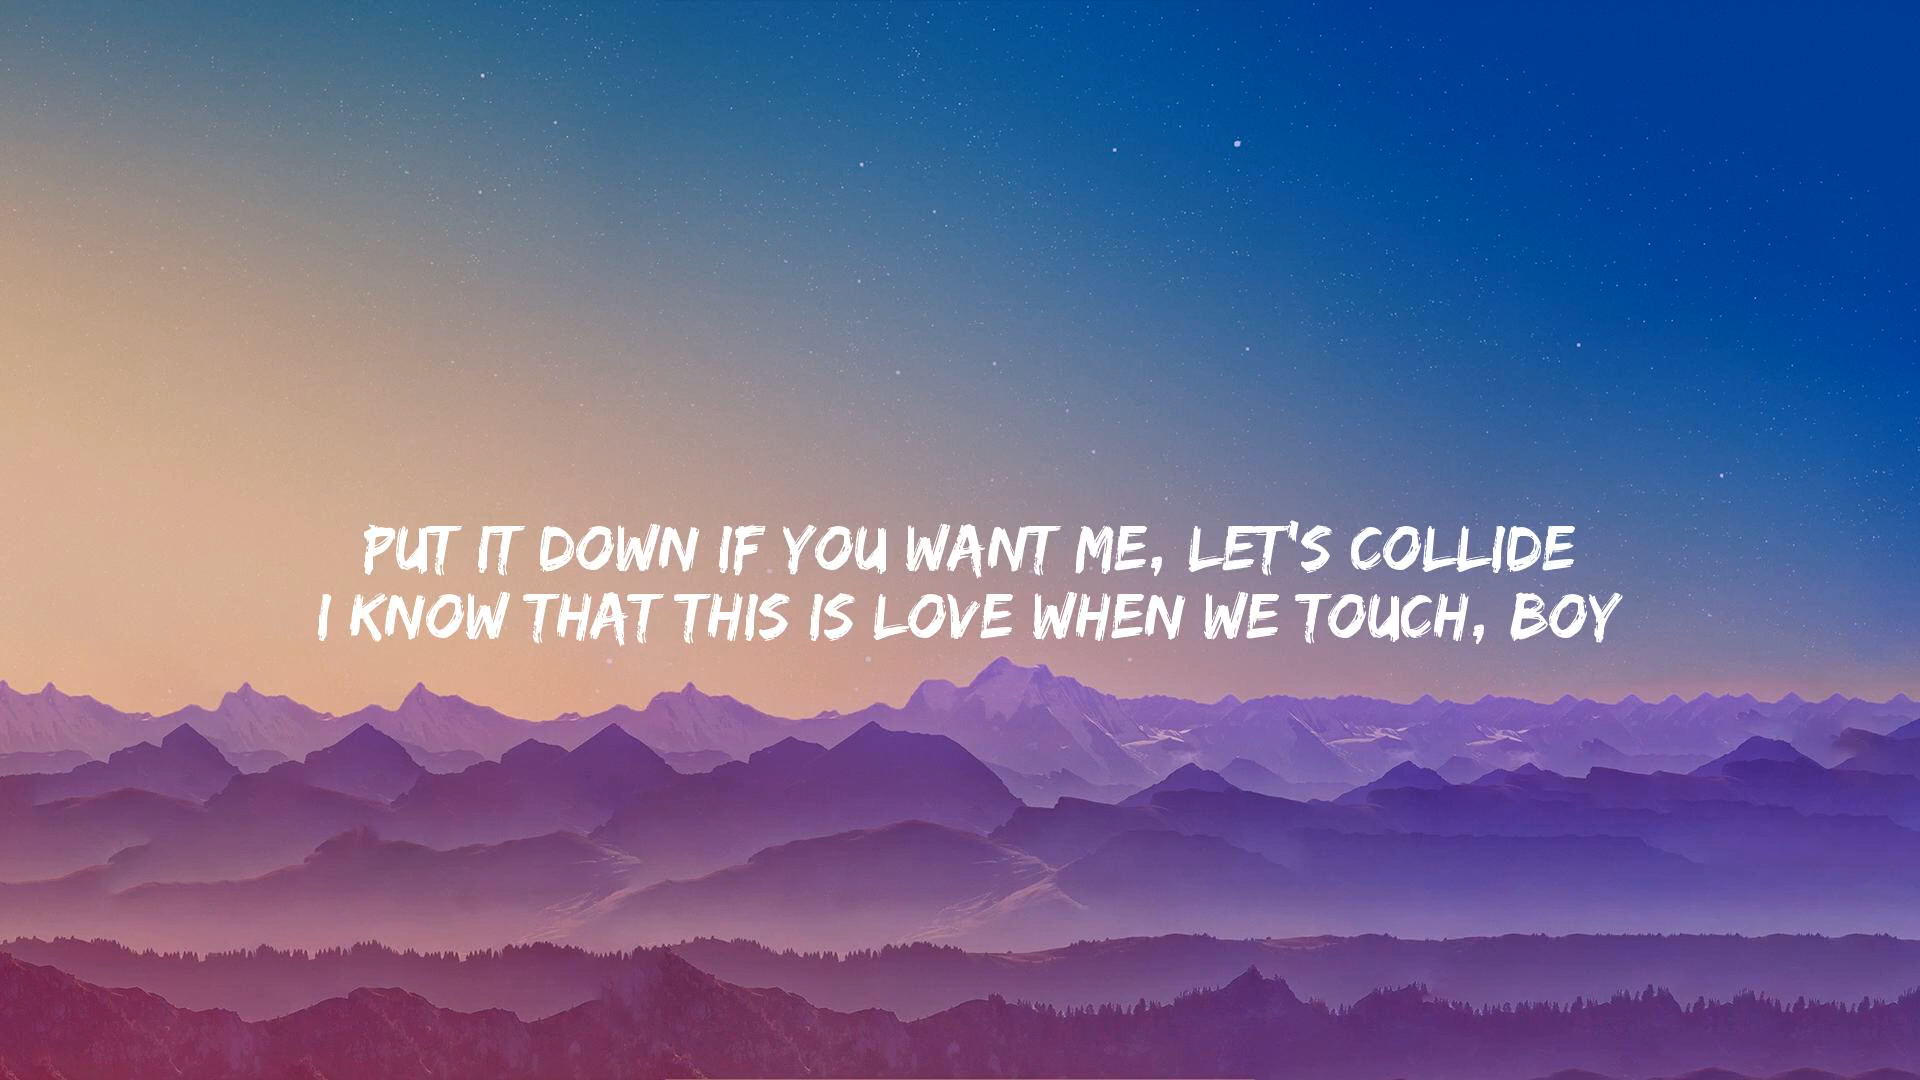 PUT IT DOWN IF YOU WANT ME, LET'S COLLIDE
I KNOW THAT THIS IS LOVE WHEN WE TOUCH, BOY